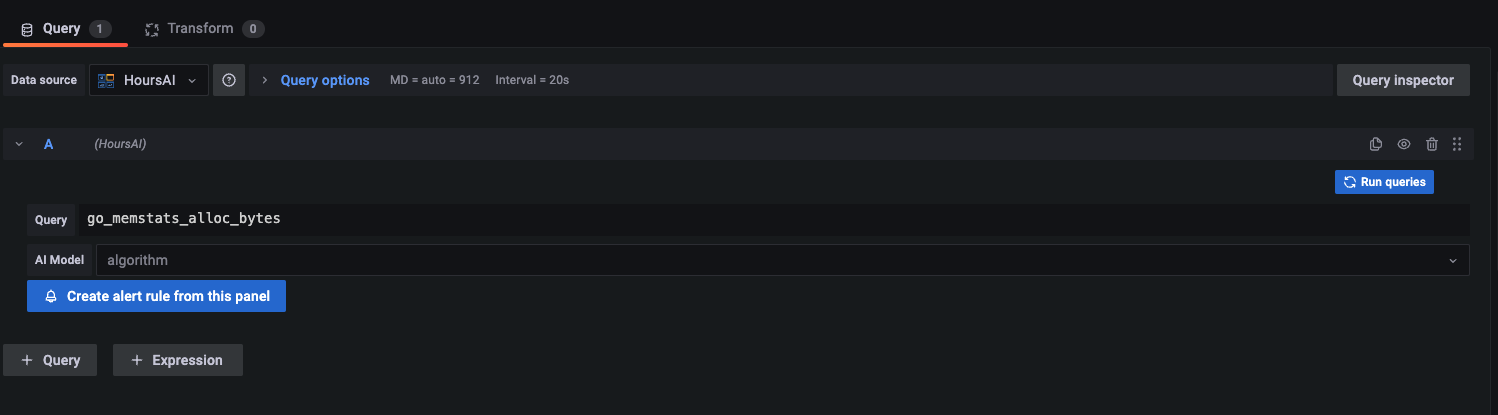 Query 1 Transform 0
Data source HoursAI Query options MD = auto = 912 Interval = 20s Query inspector
A (HoursAI)
Run queries
Query go_memstats_alloc_bytes
AI Model algorithm
Create alert rule from this panel
+ Query + Expression